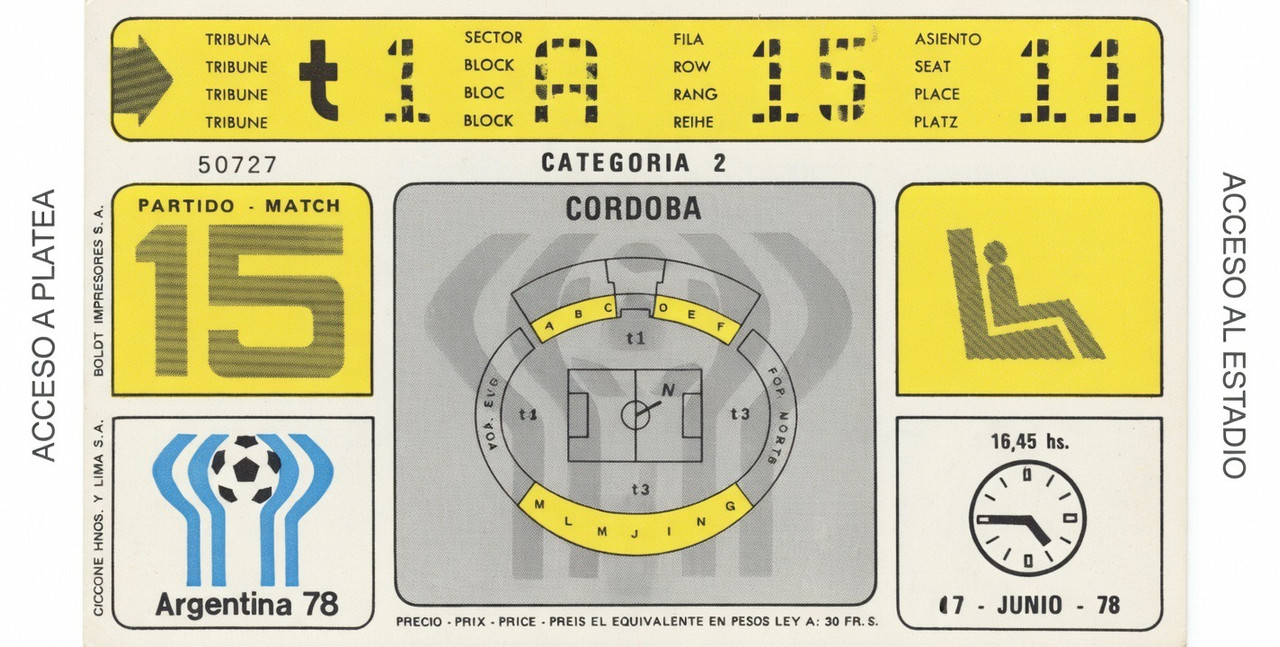 TRIBUNA
TRIBUNE
TRIBUNE
TRIBUNE
t 1
SECTOR
BLOCK
BLOC
BLOCK
A
FILA
ROW
RANG
REIHE
15
ASIENTO
SEAT
PLACE
PLATZ
11
50727
CATEGORIA 2
ACCESO A PLATEA
BOLDT IMPRESORES S. A.
CICCONE HNOS. Y LIMA S. A.
PARTIDO - MATCH
15
Argentina 78
CORDOBA
A B C D E F
t1
N
t1 t3
POP. NORTS
t3
M L M J I N G
PRECIO - PRIX - PRICE - PREIS EL EQUIVALENTE EN PESOS LEY A: 30 FR. S.
16,45 hs.
17 - JUNIO - 78
ACCESO AL ESTADIO